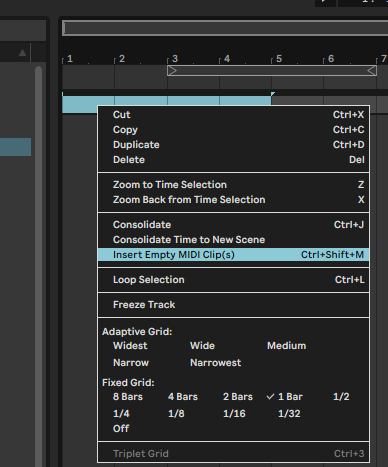 1 2 3 4 5 6 7
Cut Ctrl+X
Copy Ctrl+C
Duplicate Ctrl+D
Delete Del
Zoom to Time Selection Z
Zoom Back from Time Selection X
Consolidate Ctrl+J
Consolidate Time to New Scene
Insert Empty MIDI Clip(s) Ctrl+Shift+M
Loop Selection Ctrl+L
Freeze Track
Adaptive Grid:
Widest Wide Medium
Narrow Narrowest
Fixed Grid:
8 Bars 4 Bars 2 Bars ✓ 1 Bar 1/2
1/4 1/8 1/16 1/32
Off
Triplet Grid Ctrl+3